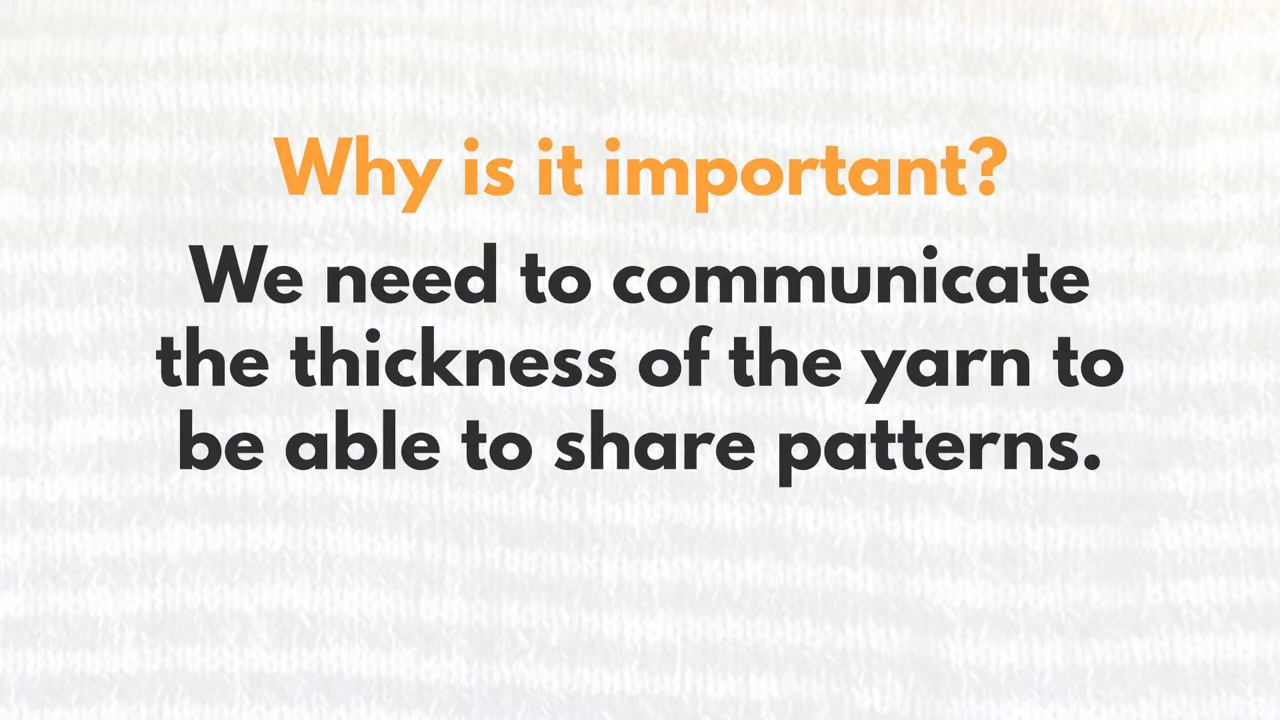 Why is it important?
We need to communicate
the thickness of the yarn to
be able to share patterns.